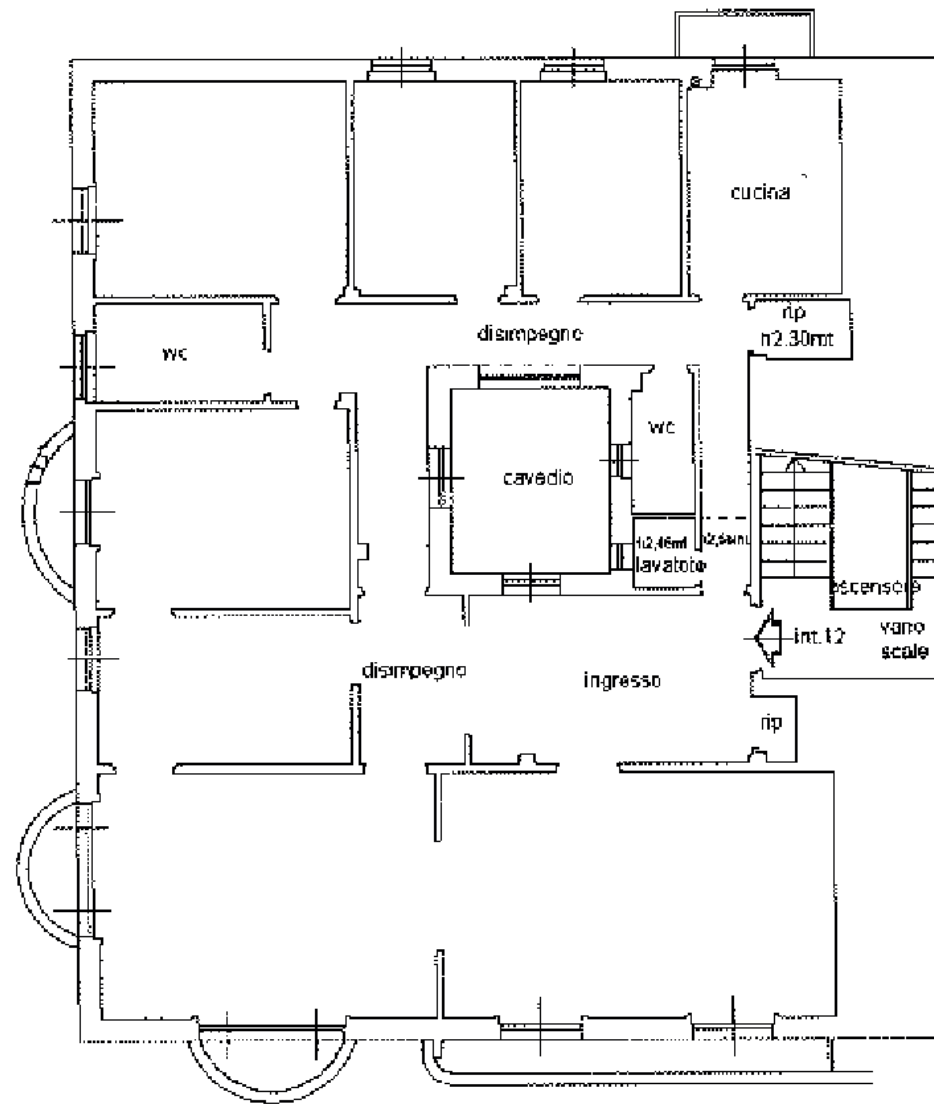 cucina
rip
h2.30mt
disimpegno
wc
wc
cavedio
h2,46mt
lavatoio
ascensore
vano
scale
int.12
disimpegno
ingresso
rip